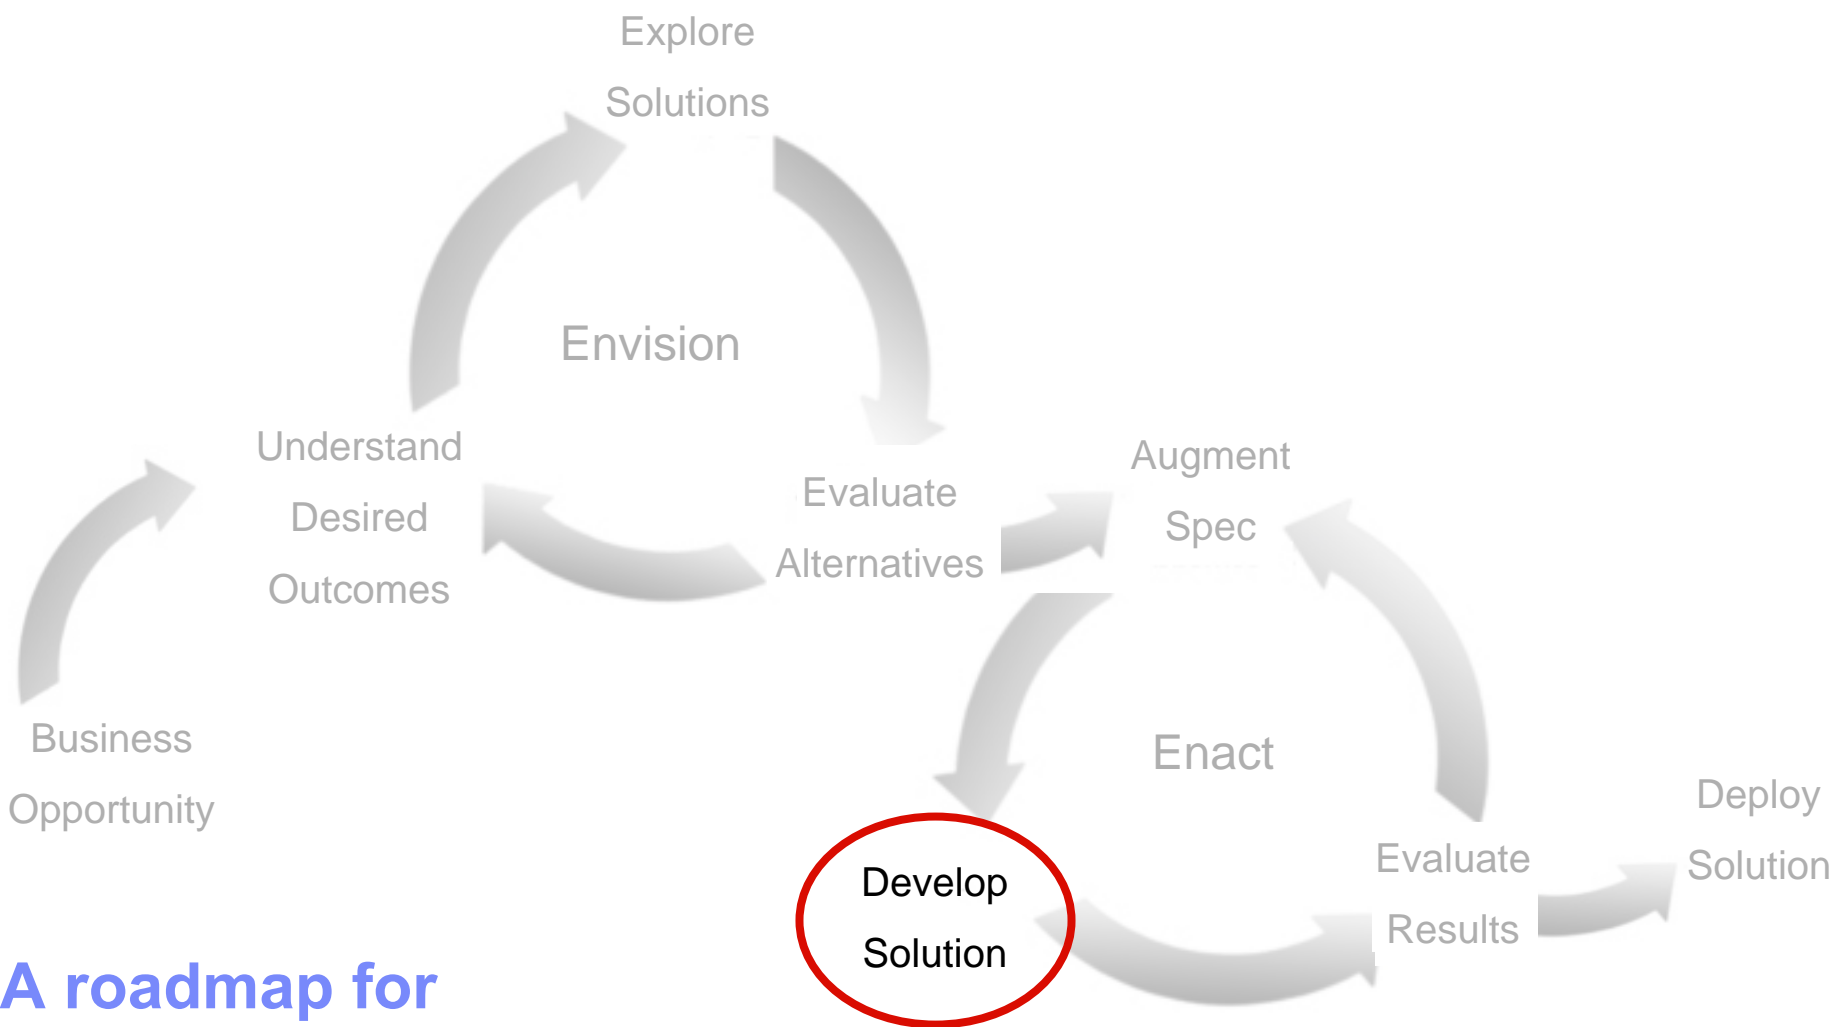 Explore
Solutions
Envision
Understand
Desired
Outcomes
Evaluate
Alternatives
Augment
Spec
Business
Opportunity
Enact
Develop
Solution
Evaluate
Results
Deploy
Solution
A roadmap for